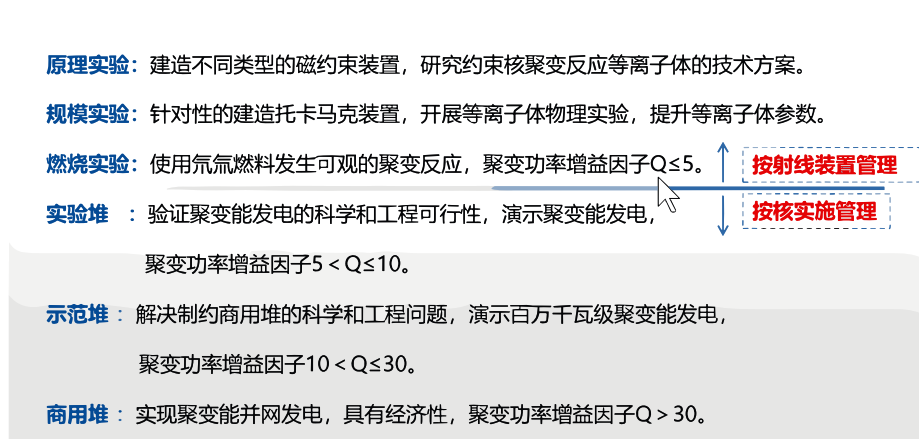 原理实验：建造不同类型的磁约束装置，研究约束核聚变反应等离子体的技术方案。
规模实验：针对性的建造托卡马克装置，开展等离子体物理实验，提升等离子体参数。
燃烧实验：使用氘氚燃料发生可观的聚变反应，聚变功率增益因子Q≤5。
按射线装置管理
实验堆 ：验证聚变能发电的科学和工程可行性，演示聚变能发电，
按核实施管理
聚变功率增益因子5＜Q≤10。
示范堆 ：解决制约商用堆的科学和工程问题，演示百万千瓦级聚变能发电，
聚变功率增益因子10＜Q≤30。
商用堆 ：实现聚变能并网发电，具有经济性，聚变功率增益因子Q＞30。